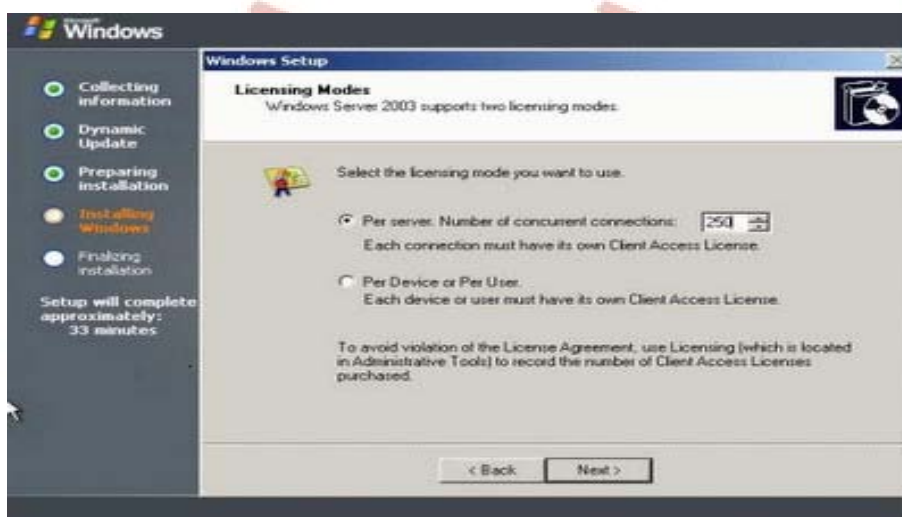 Microsoft
Windows
Collecting
information
Dynamic
Update
Preparing
installation
Installing
Windows
Finalizing
installation
Setup will complete
approximately:
33 minutes
Windows Setup
Licensing Modes
Windows Server 2003 supports two licensing modes.
Select the licensing mode you want to use.
Per server. Number of concurrent connections: 250
Each connection must have its own Client Access License.
Per Device or Per User.
Each device or user must have its own Client Access License.
To avoid violation of the License Agreement, use Licensing (which is located
in Administrative Tools) to record the number of Client Access Licenses
purchased.
< Back
Next >